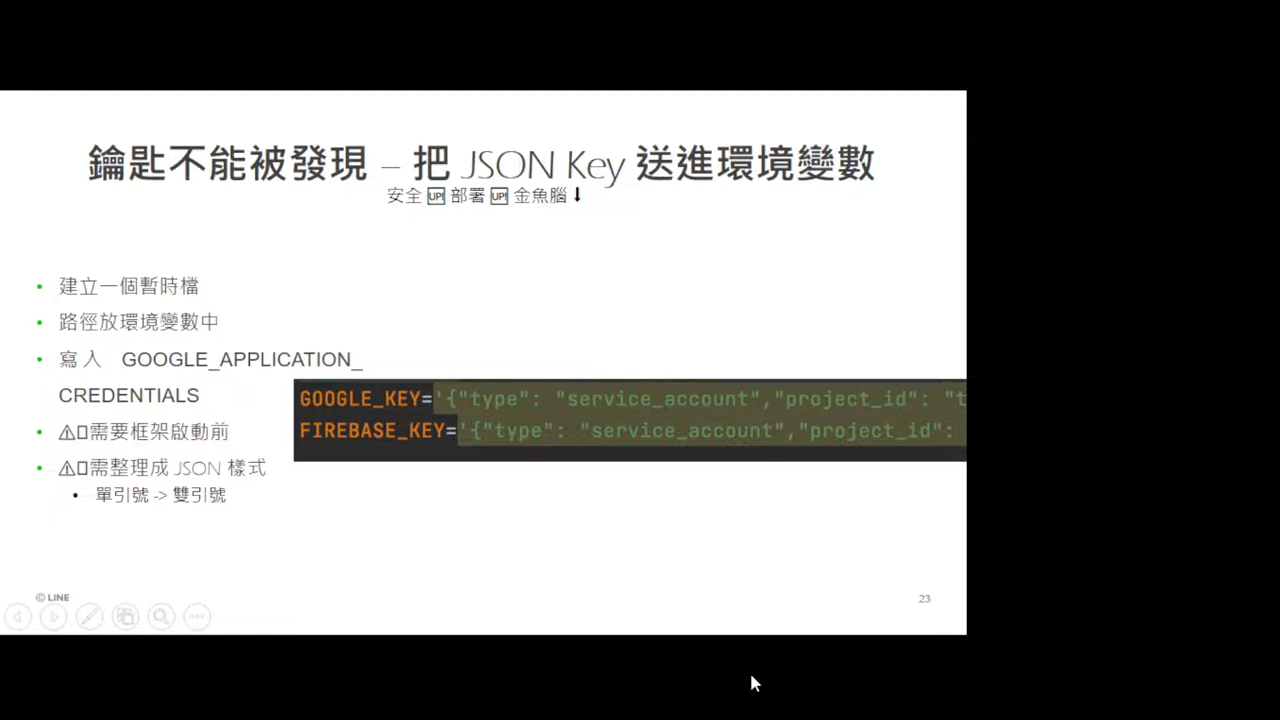 鑰匙不能被發現 – 把 JSON Key 送進環境變數
安全 🆙 部署 🆙 金魚腦 ⬇
• 建立一個暫時檔
• 路徑放環境變數中
• 寫入 GOOGLE_APPLICATION_
CREDENTIALS
• ⚠需要框架啟動前
• ⚠需整理成 JSON 樣式
• 單引號 -> 雙引號
GOOGLE_KEY='{"type": "service_account","project_id": "t
FIREBASE_KEY='{"type": "service_account","project_id":
© LINE
23